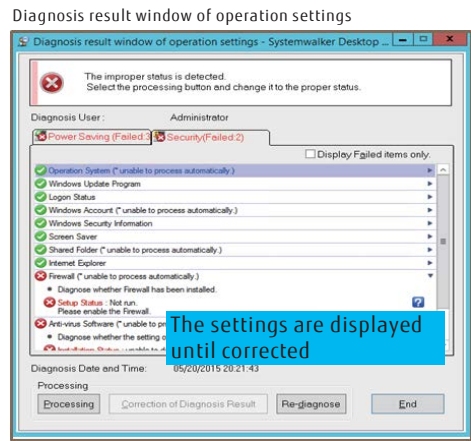 Diagnosis result window of operation settings
Diagnosis result window of operation settings - Systemwalker Desktop ...
The improper status is detected.
Select the processing button and change it to the proper status.
Diagnosis User :    Administrator
Power Saving (Failed:3    Security(Failed:2)
Display Failed items only.
Operation System (* unable to process automatically.)
Windows Update Program
Logon Status
Windows Account (* unable to process automatically.)
Windows Security Information
Screen Saver
Shared Folder (* unable to process automatically.)
Internet Explorer
Firewall (* unable to process automatically.)
Diagnose whether Firewall has been installed.
Setup Status : Not run.
Please enable the Firewall.
Anti-virus Software (* unable to pr
Diagnose whether the setting o
The settings are displayed
until corrected
Diagnosis Date and Time:    05/20/2015 20:21:43
Processing
Processing    Correction of Diagnosis Result    Re-diagnose    End